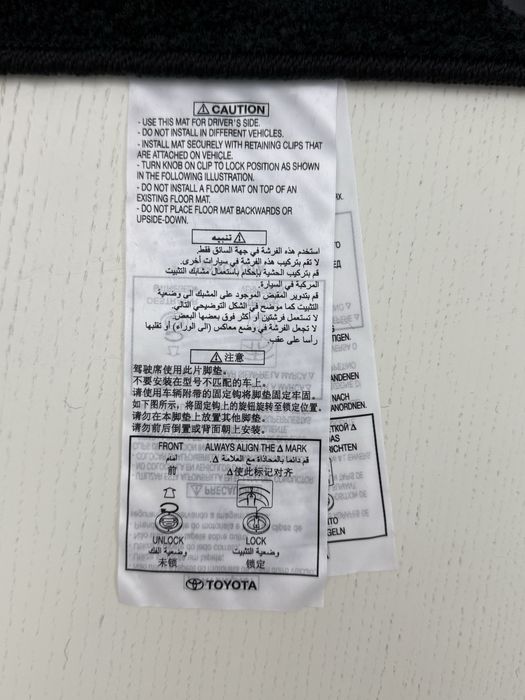 ⚠ CAUTION
- USE THIS MAT FOR DRIVER'S SIDE.
- DO NOT INSTALL IN DIFFERENT VEHICLES.
- INSTALL MAT SECURELY WITH RETAINING CLIPS THAT
ARE ATTACHED ON VEHICLE.
- TURN KNOB ON CLIP TO LOCK POSITION AS SHOWN
IN THE FOLLOWING ILLUSTRATION.
- DO NOT INSTALL A FLOOR MAT ON TOP OF AN
EXISTING FLOOR MAT.
- DO NOT PLACE FLOOR MAT BACKWARDS OR
UPSIDE-DOWN.
⚠ تنبيه
استخدم هذه الفرشة في جهة السائق فقط.
لا تقم بتركيب هذه الفرشة في سيارات أخرى.
قم بتركيب الحشية بإحكام باستعمال مشابك التثبيت
المركبة في السيارة.
قم بتدوير المقبض الموجود على المشبك الى وضعية
التثبيت كما موضح في الشكل التوضيحي التالي.
لا تستعمل فرشتين أو أكثر فوق بعضها البعض.
لا تجعل الفرشة في وضع معاكس (الى الوراء) أو تقلبها
رأسا على عقب.
⚠ 注意
驾驶席使用此片脚垫。
不要安装在型号不匹配的车上。
请使用车辆附带的固定钩将脚垫固定牢固。
如下图所示，将固定钩上的旋钮旋转至锁定位置。
请勿在本脚垫上放置其他脚垫。
请勿前后倒置或背面朝上安装。
FRONT
الأمام
前
ALWAYS ALIGN THE Δ MARK
قم دائما بالمحاذاة مع العلامة Δ
Δ使此标记对齐
UNLOCK
وضعية الفك
未锁
LOCK
وضعية التثبيت
锁定
TOYOTA
TIGEN.
ANDENEN
NACH
ANORDNEN.
RICHTEN